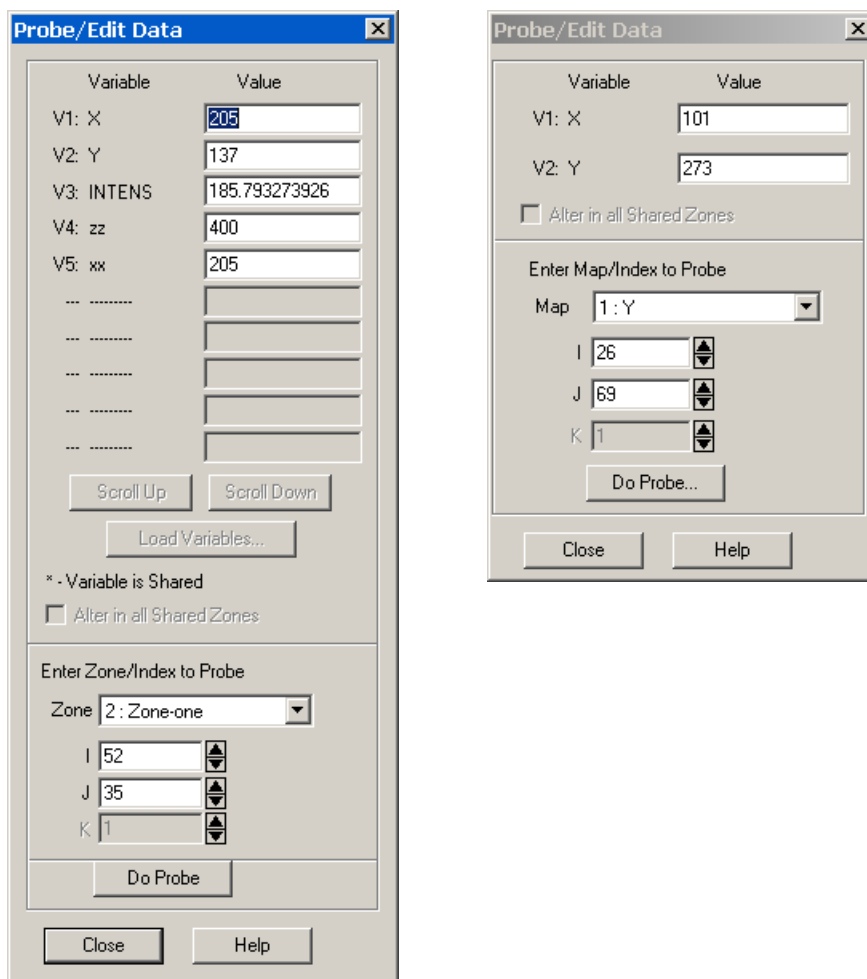 Probe/Edit Data
Variable Value
V1: X 205
V2: Y 137
V3: INTENS 185.793273926
V4: zz 400
V5: xx 205
--- ---------
--- ---------
--- ---------
--- ---------
--- ---------
Scroll Up Scroll Down
Load Variables...
* - Variable is Shared
Alter in all Shared Zones
Enter Zone/Index to Probe
Zone 2 : Zone-one
I 52
J 35
K 1
Do Probe
Close Help
Probe/Edit Data
Variable Value
V1: X 101
V2: Y 273
Alter in all Shared Zones
Enter Map/Index to Probe
Map 1 : Y
I 26
J 69
K 1
Do Probe...
Close Help